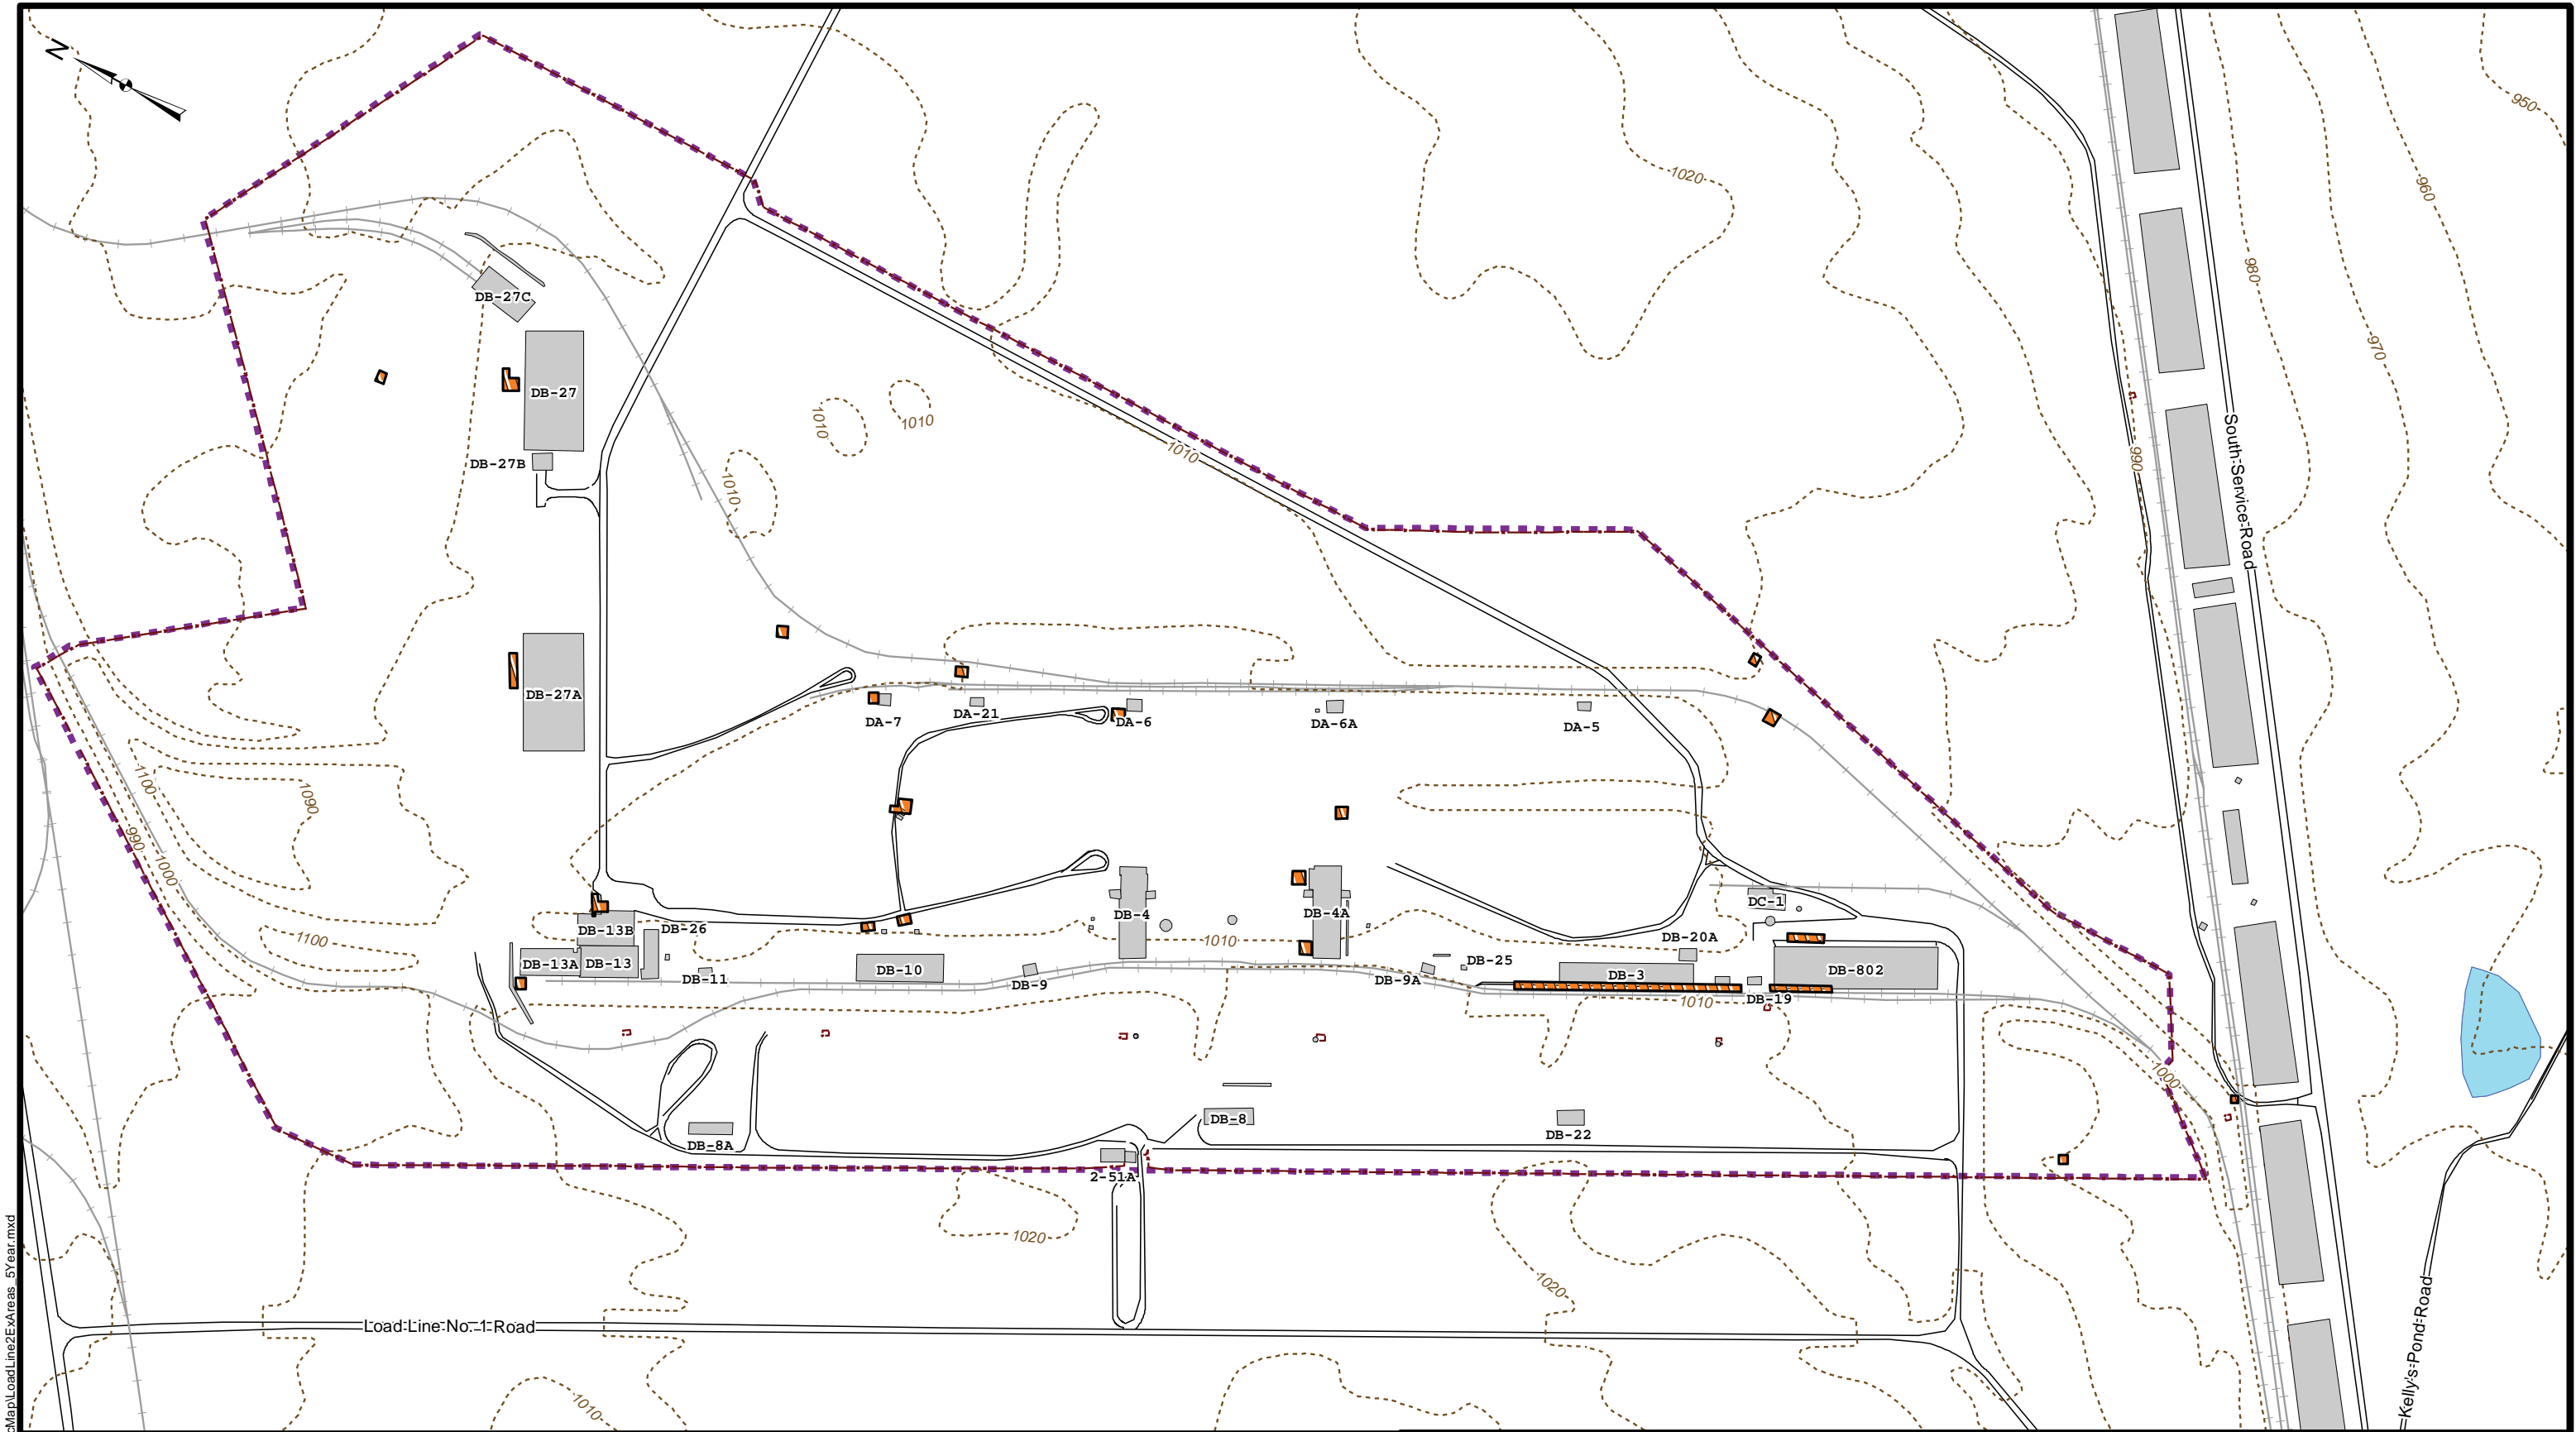 N
950
1020
960
980
DB-27C
970
DB-27
1010
1010
South Service Road
1010
990
DB-27B
1010
DB-27A
DA-7
DA-21
DA-6
DA-6A
DA-5
1100
1090
990
1000
DC-1
DB-4
DB-4A
DB-13B
DB-26
1100
1010
DB-20A
DB-13A
DB-13
DB-25
DB-10
DB-802
DB-3
DB-11
DB-9
DB-9A
DB-19
1010
1000
DB-8
DB-22
DB-8A
2-51A
1020
1020
Load Line No. 1 Road
Kelly's Pond Road
1010
cMap\LoadLine2ExAreas_5Year.mxd